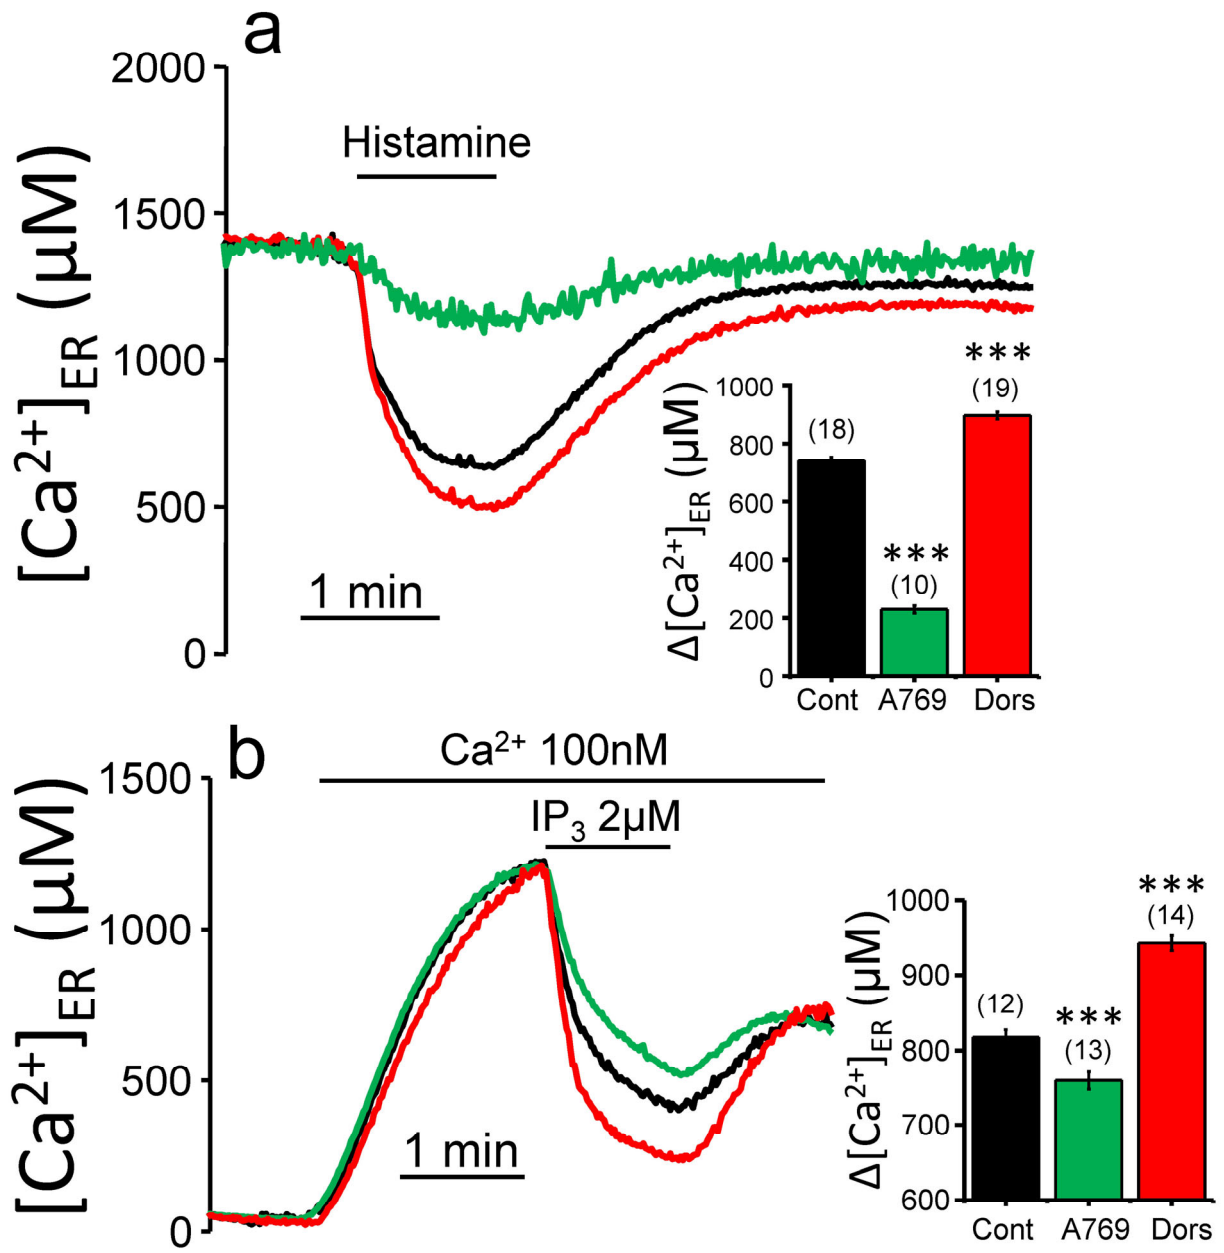 a
2000
1500
1000
500
0
[Ca²⁺]ER (µM)
Histamine
1 min
1000
800
600
400
200
0
Δ[Ca²⁺]ER (µM)
(18)
***
(10)
***
(19)
Cont A769 Dors
b
1500
1000
500
0
[Ca²⁺]ER (µM)
Ca²⁺ 100nM
IP₃ 2µM
1 min
1000
900
800
700
600
Δ[Ca²⁺]ER (µM)
(12)
***
(13)
***
(14)
Cont A769 Dors